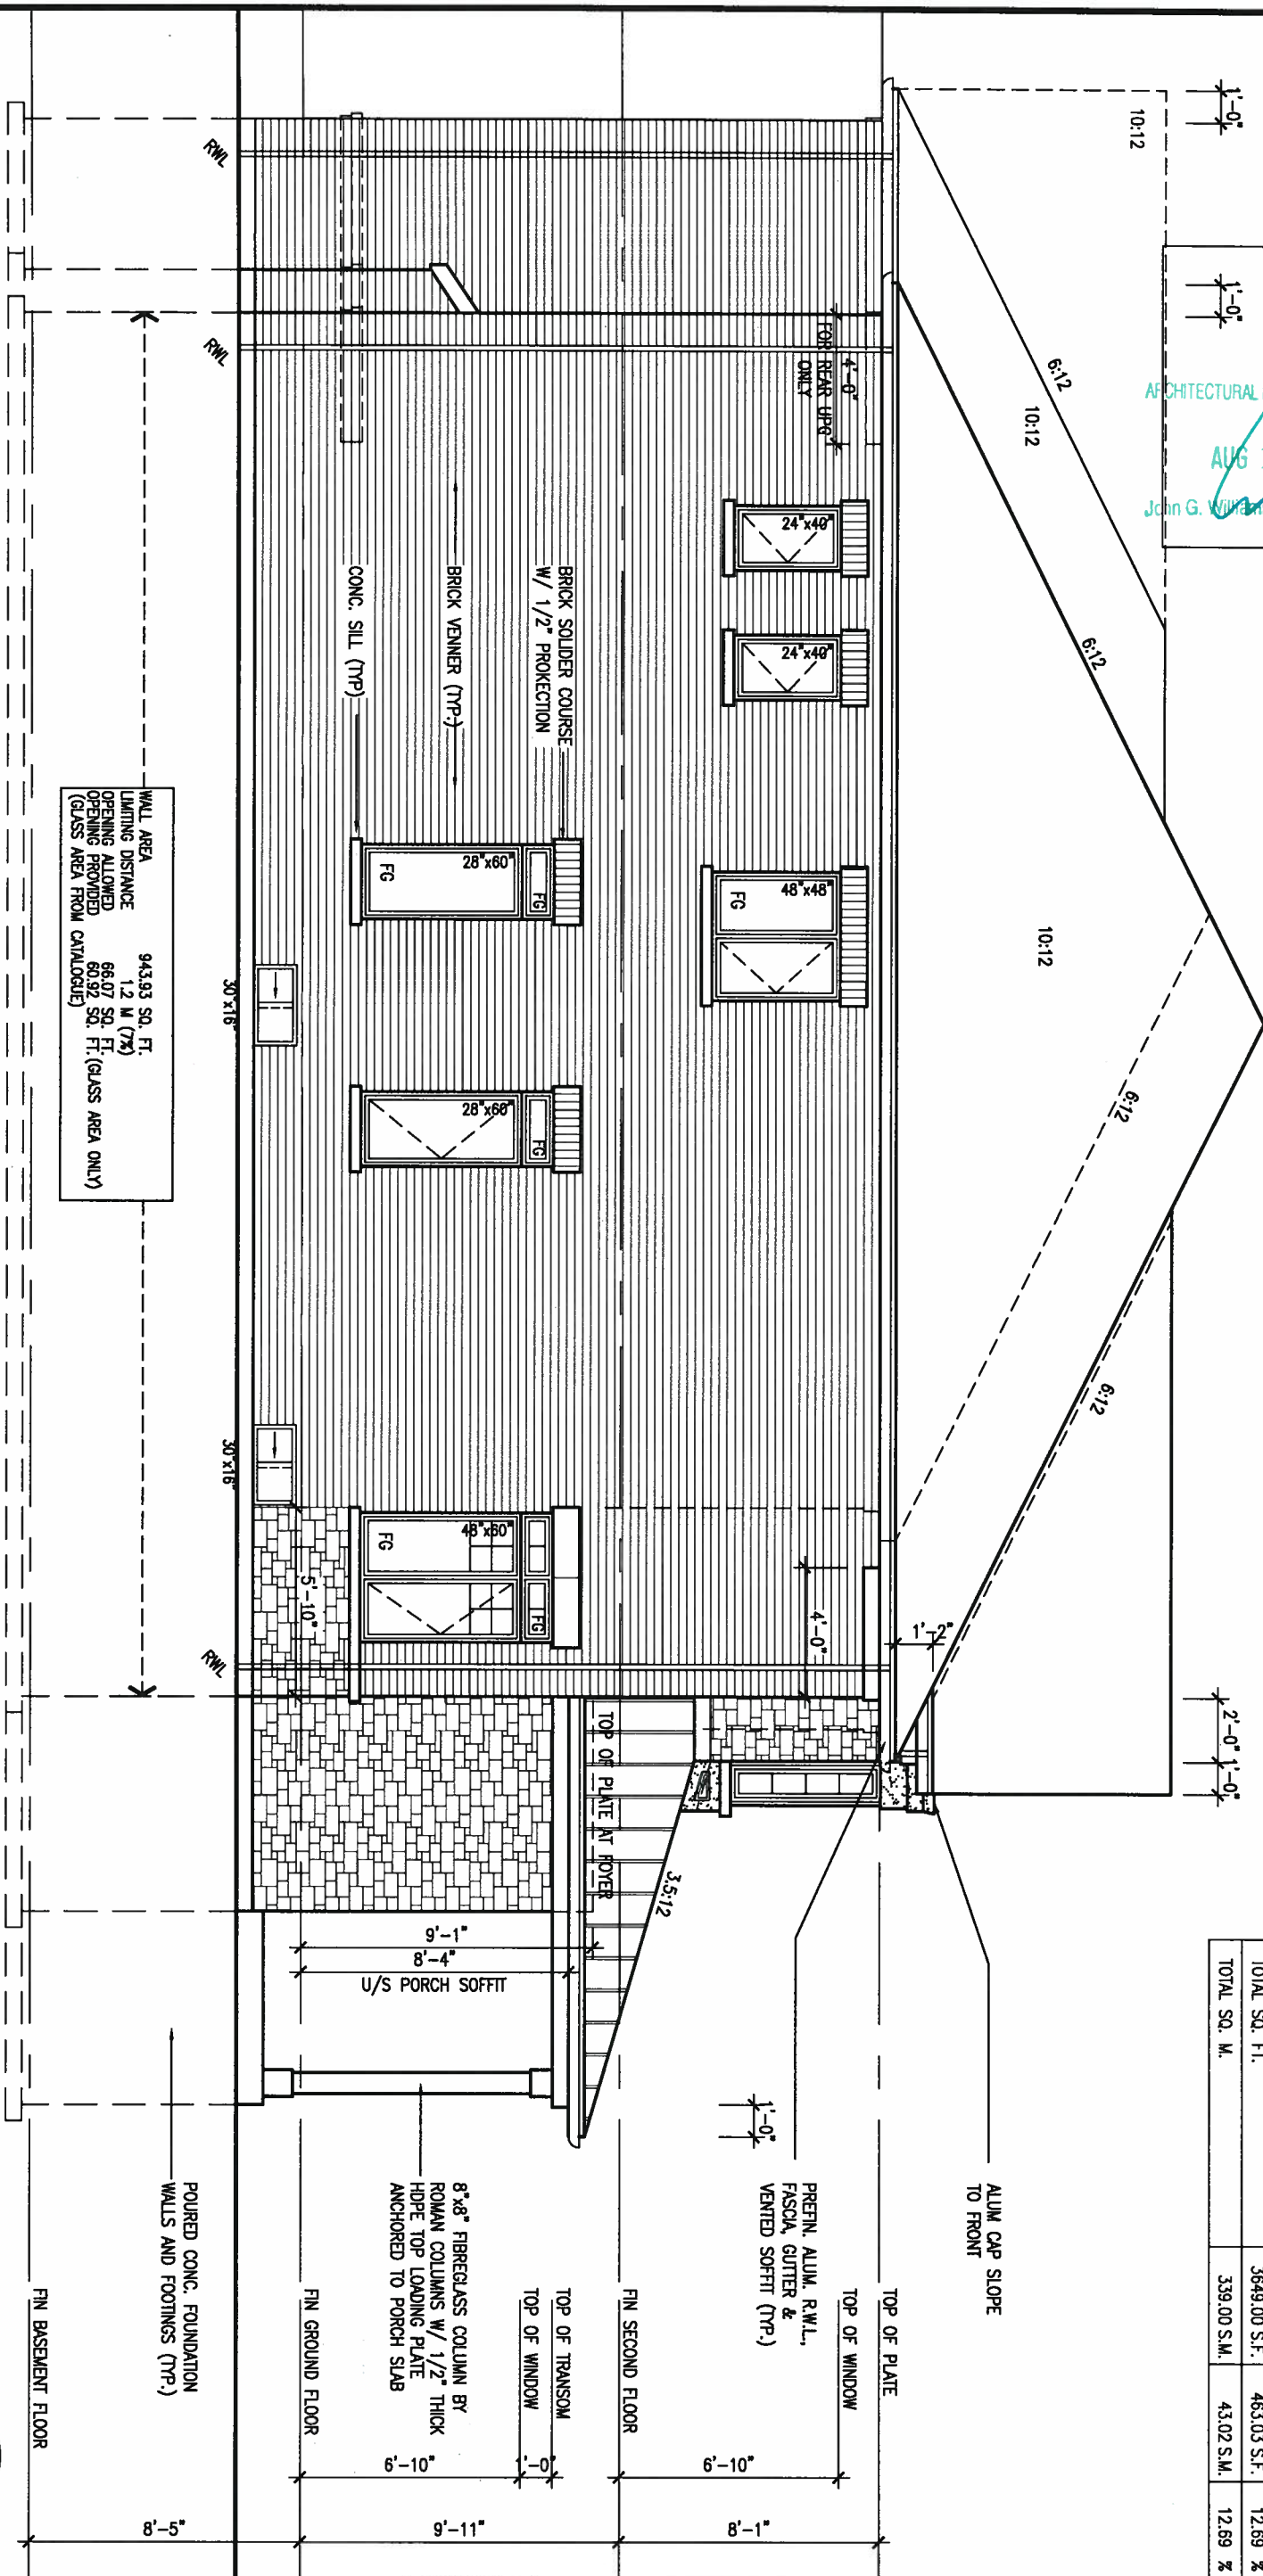 TOTAL SQ. FT. 3649.00 S.F. 463.03 S.F. 12.69 %
TOTAL SQ. M. 339.00 S.M. 43.02 S.M. 12.69 %
ARCHITECTURAL
AUG
John G. William
1'-0"
1'-0"
2'-0"
1'-0"
10:12
6:12
10:12
6:12
10:12
6:12
6:12
1'-2"
ALUM CAP SLOPE
TO FRONT
4'-0"
FOR REAR UPG
ONLY
24"x40"
24"x40"
48"x48"
FG
4'-0"
TOP OF PLATE
TOP OF WINDOW
PREFIN. ALUM. R.W.L.,
FASCIA, GUTTER &
VENTED SOFFIT (TYP.)
1'-0"
3.5:12
6'-10"
8'-1"
FIN SECOND FLOOR
TOP OF PLATE AT FOYER
BRICK SOLIDER COURSE
W/ 1/2" PROKECTION
BRICK VENNER (TYP.)
CONC. SILL (TYP)
28"x60"
FG
FG
28"x60"
FG
48"x60"
FG
FG
TOP OF TRANSOM
TOP OF WINDOW
1'-0"
6'-10"
9'-11"
9'-1"
8'-4"
U/S PORCH SOFFIT
8"x8" FIBREGLASS COLUMN BY
ROMAN COLUMNS W/ 1/2" THICK
HDPE TOP LOADING PLATE
ANCHORED TO PORCH SLAB
5'-10"
FIN GROUND FLOOR
RWL
RWL
30"x16"
30"x16"
RWL
8'-5"
POURED CONC. FOUNDATION
WALLS AND FOOTINGS (TYP.)
WALL AREA 943.93 SQ. FT.
LIMITING DISTANCE 1.2 M (7%)
OPENING ALLOWED 66.07 SQ. FT.
OPENING PROVIDED 60.92 SQ. FT.(GLASS AREA ONLY)
(GLASS AREA FROM CATALOGUE)
FIN BASEMENT FLOOR